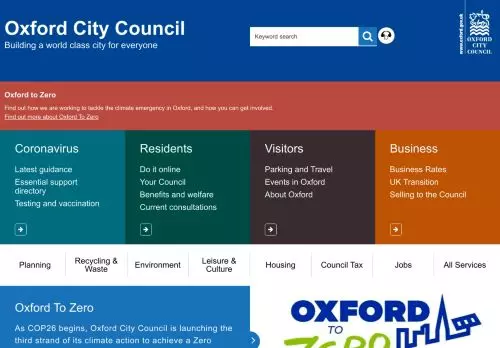 Oxford City Council
Building a world class city for everyone
Keyword search
www.oxford.gov.uk
OXFORD
CITY
COUNCIL
Oxford to Zero
Find out how we are working to tackle the climate emergency in Oxford, and how you can get involved.
Find out more about Oxford To Zero
Coronavirus
Latest guidance
Essential support
directory
Testing and vaccination
Residents
Do it online
Your Council
Benefits and welfare
Current consultations
Visitors
Parking and Travel
Events in Oxford
About Oxford
Business
Business Rates
UK Transition
Selling to the Council
Planning
Recycling &
Waste
Environment
Leisure &
Culture
Housing
Council Tax
Jobs
All Services
Oxford To Zero
As COP26 begins, Oxford City Council is launching the
third strand of its climate action to achieve a Zero
OXFORD
TO
ZERO